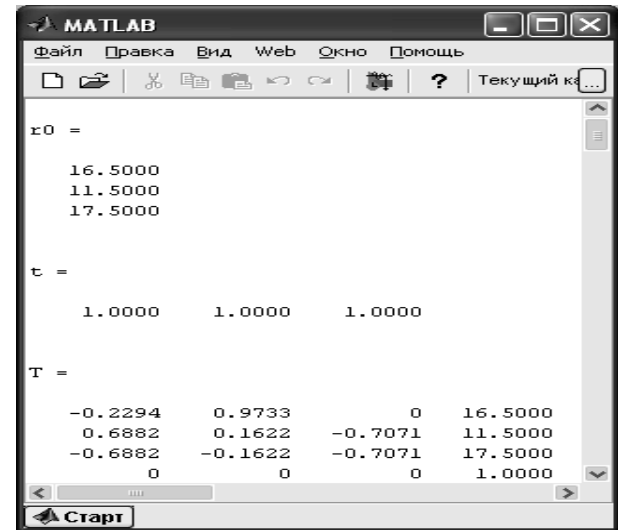 MATLAB
Файл Правка Вид Web Окно Помощь
? Текущий ...
r0 =
16.5000
11.5000
17.5000
t =
1.0000 1.0000 1.0000
T =
-0.2294 0.9733 0 16.5000
0.6882 0.1622 -0.7071 11.5000
-0.6882 -0.1622 -0.7071 17.5000
0 0 0 1.0000
Старт